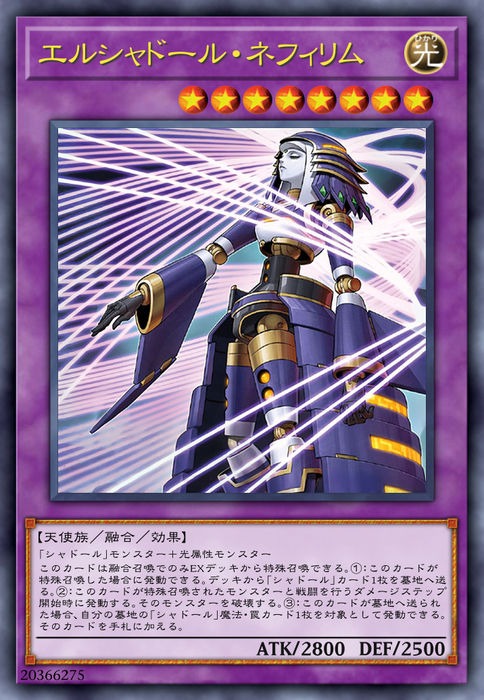 エルシャドール・ネフィリム
ひかり
光
【天使族／融合／効果】
「シャドール」モンスター＋光属性モンスター
このカードは融合召喚でのみEXデッキから特殊召喚できる。①：このカードが
特殊召喚した場合に発動できる。デッキから「シャドール」カード1枚を墓地へ送
る。②：このカードが特殊召喚されたモンスターと戦闘を行うダメージステップ
開始時に発動する。そのモンスターを破壊する。③：このカードが墓地へ送られ
た場合、自分の墓地の「シャドール」魔法・罠カード1枚を対象として発動できる。
そのカードを手札に加える。
ATK/2800 DEF/2500
20366275